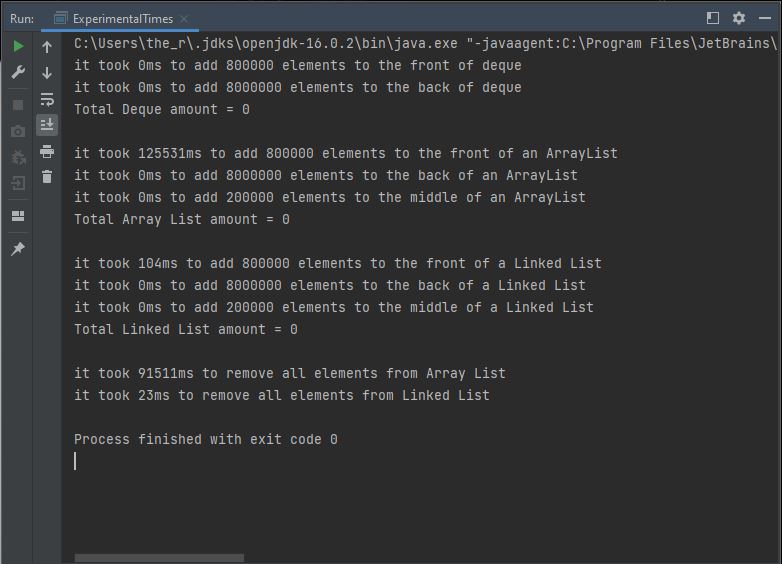 Run: ExperimentalTimes
C:\Users\the_r\.jdks\openjdk-16.0.2\bin\java.exe "-javaagent:C:\Program Files\JetBrains\
it took 0ms to add 800000 elements to the front of deque
it took 0ms to add 8000000 elements to the back of deque
Total Deque amount = 0
it took 125531ms to add 800000 elements to the front of an ArrayList
it took 0ms to add 8000000 elements to the back of an ArrayList
it took 0ms to add 200000 elements to the middle of an ArrayList
Total Array List amount = 0
it took 104ms to add 800000 elements to the front of a Linked List
it took 0ms to add 8000000 elements to the back of a Linked List
it took 0ms to add 200000 elements to the middle of a Linked List
Total Linked List amount = 0
it took 91511ms to remove all elements from Array List
it took 23ms to remove all elements from Linked List
Process finished with exit code 0